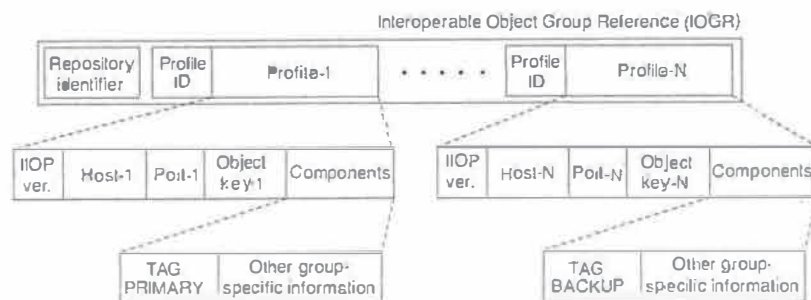 Interoperable Object Group Reference (IOGR)
Repository identifier
Profile ID
Profile-1
Profile ID
Profile-N
IIOP ver.
Host-1
Port-1
Object key-1
Components
IIOP ver.
Host-N
Port-N
Object key-N
Components
TAG PRIMARY
Other group-specific information
TAG BACKUP
Other group-specific information